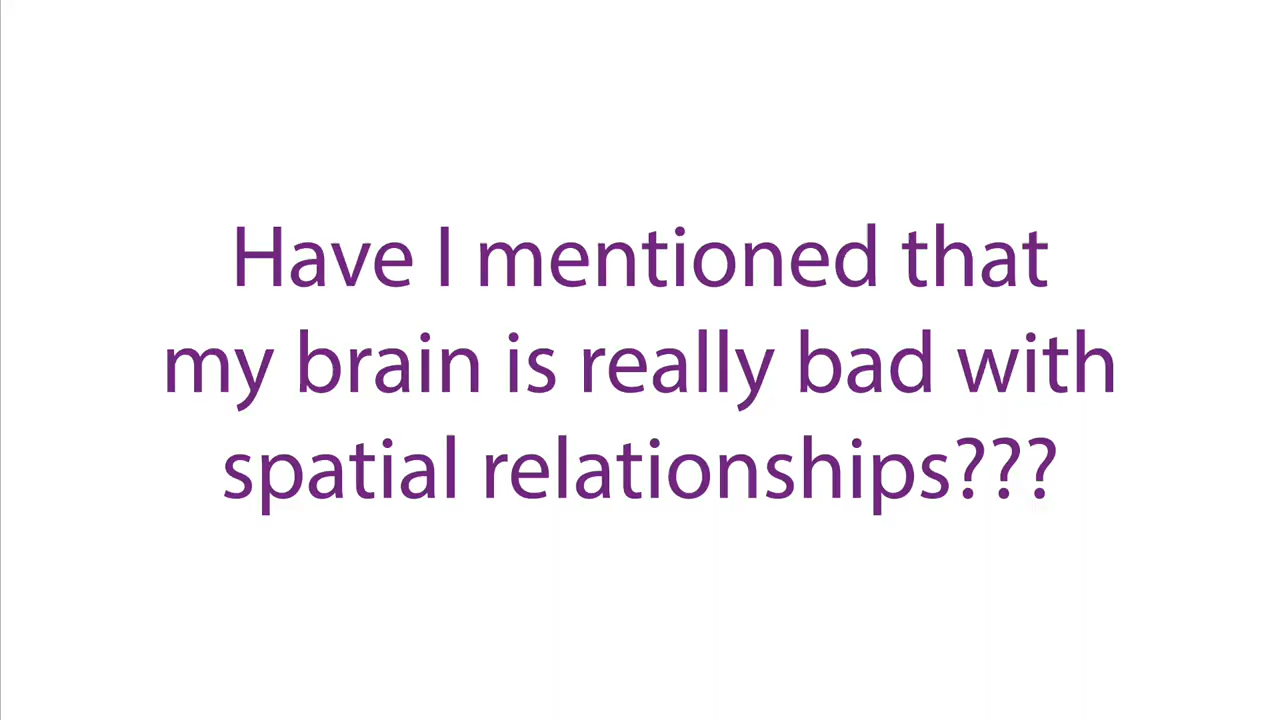 Have I mentioned that
my brain is really bad with
spatial relationships???